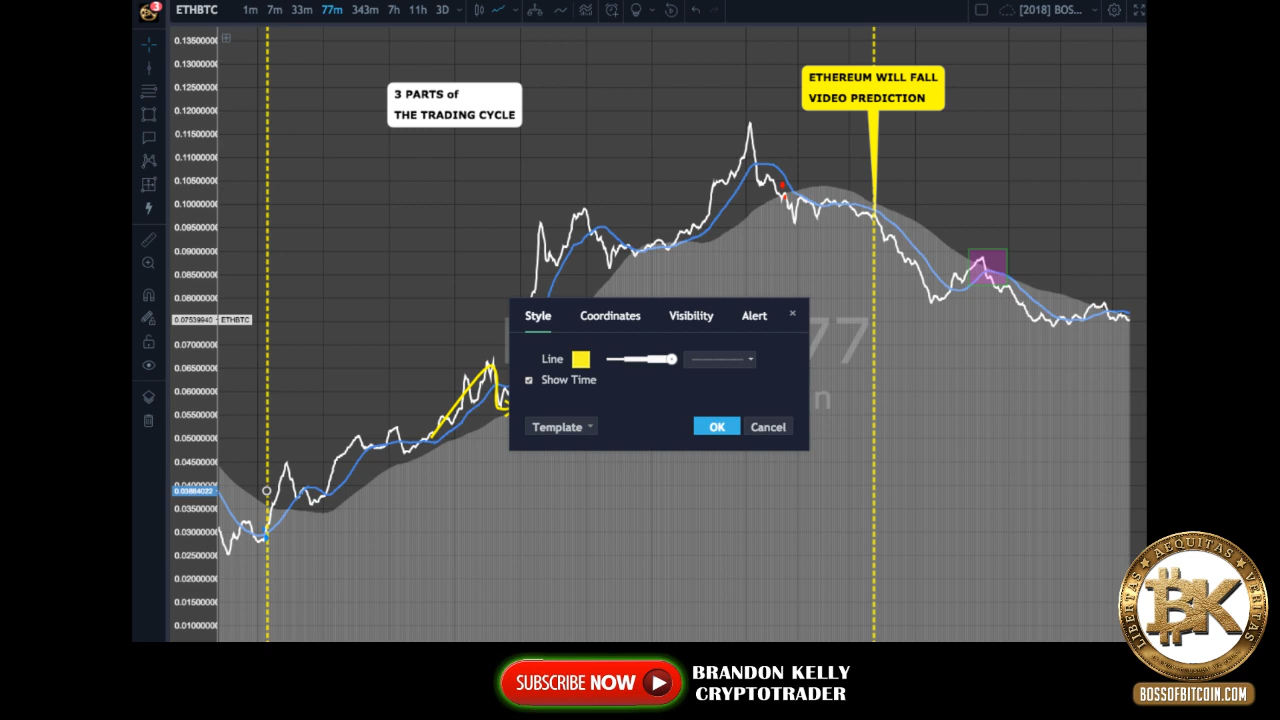 3
ETHBTC
1m 7m 33m 77m 343m 7h 11h 3D
[2018] BOS...
0.13500000
0.13000000
0.12500000
0.12000000
0.11500000
0.11000000
0.10500000
0.10000000
0.09500000
0.09000000
0.08500000
0.08000000
0.07539940 ETHBTC
0.07000000
0.06500000
0.06000000
0.05500000
0.05000000
0.04500000
0.03884022
0.03500000
0.03000000
0.02500000
0.02000000
0.01500000
0.01000000
3 PARTS of
THE TRADING CYCLE
ETHEREUM WILL FALL
VIDEO PREDICTION
77
n
Style Coordinates Visibility Alert ×
Line
Show Time
Template OK Cancel
SUBSCRIBE NOW
BRANDON KELLY
CRYPTOTRADER
LIBERTAS ★ AEQUITAS ★ VERITAS
BK
BOSSOFBITCOIN.COM